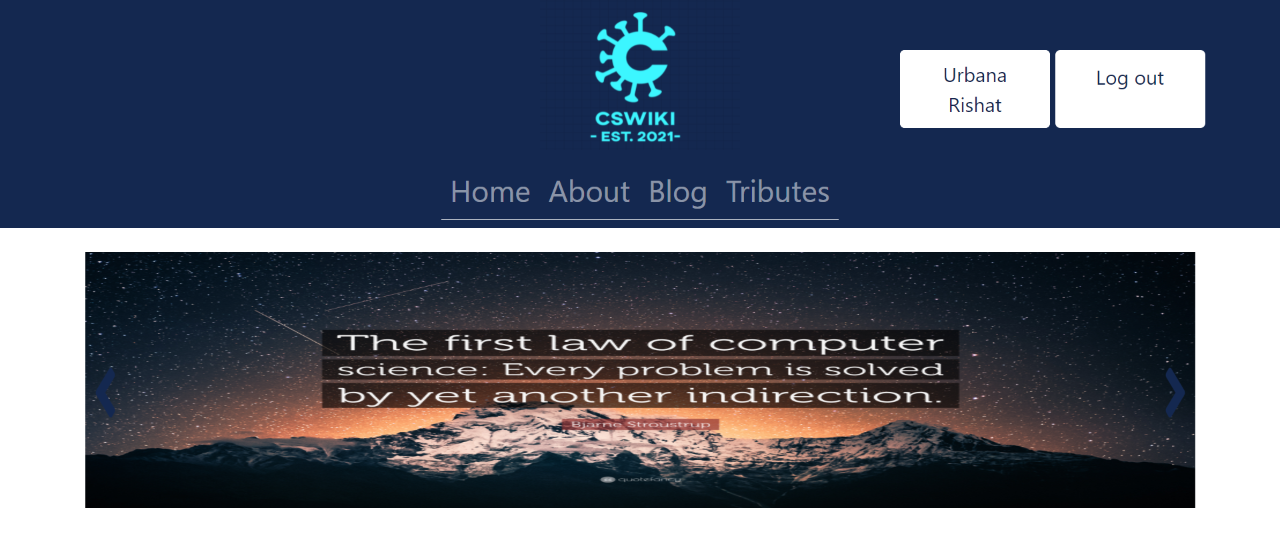 CSWIKI
- EST. 2021-
Urbana
Rishat
Log out
Home About Blog Tributes
The first law of computer
science: Every problem is solved
by yet another indirection.
Bjarne Stroustrup
quotefancy